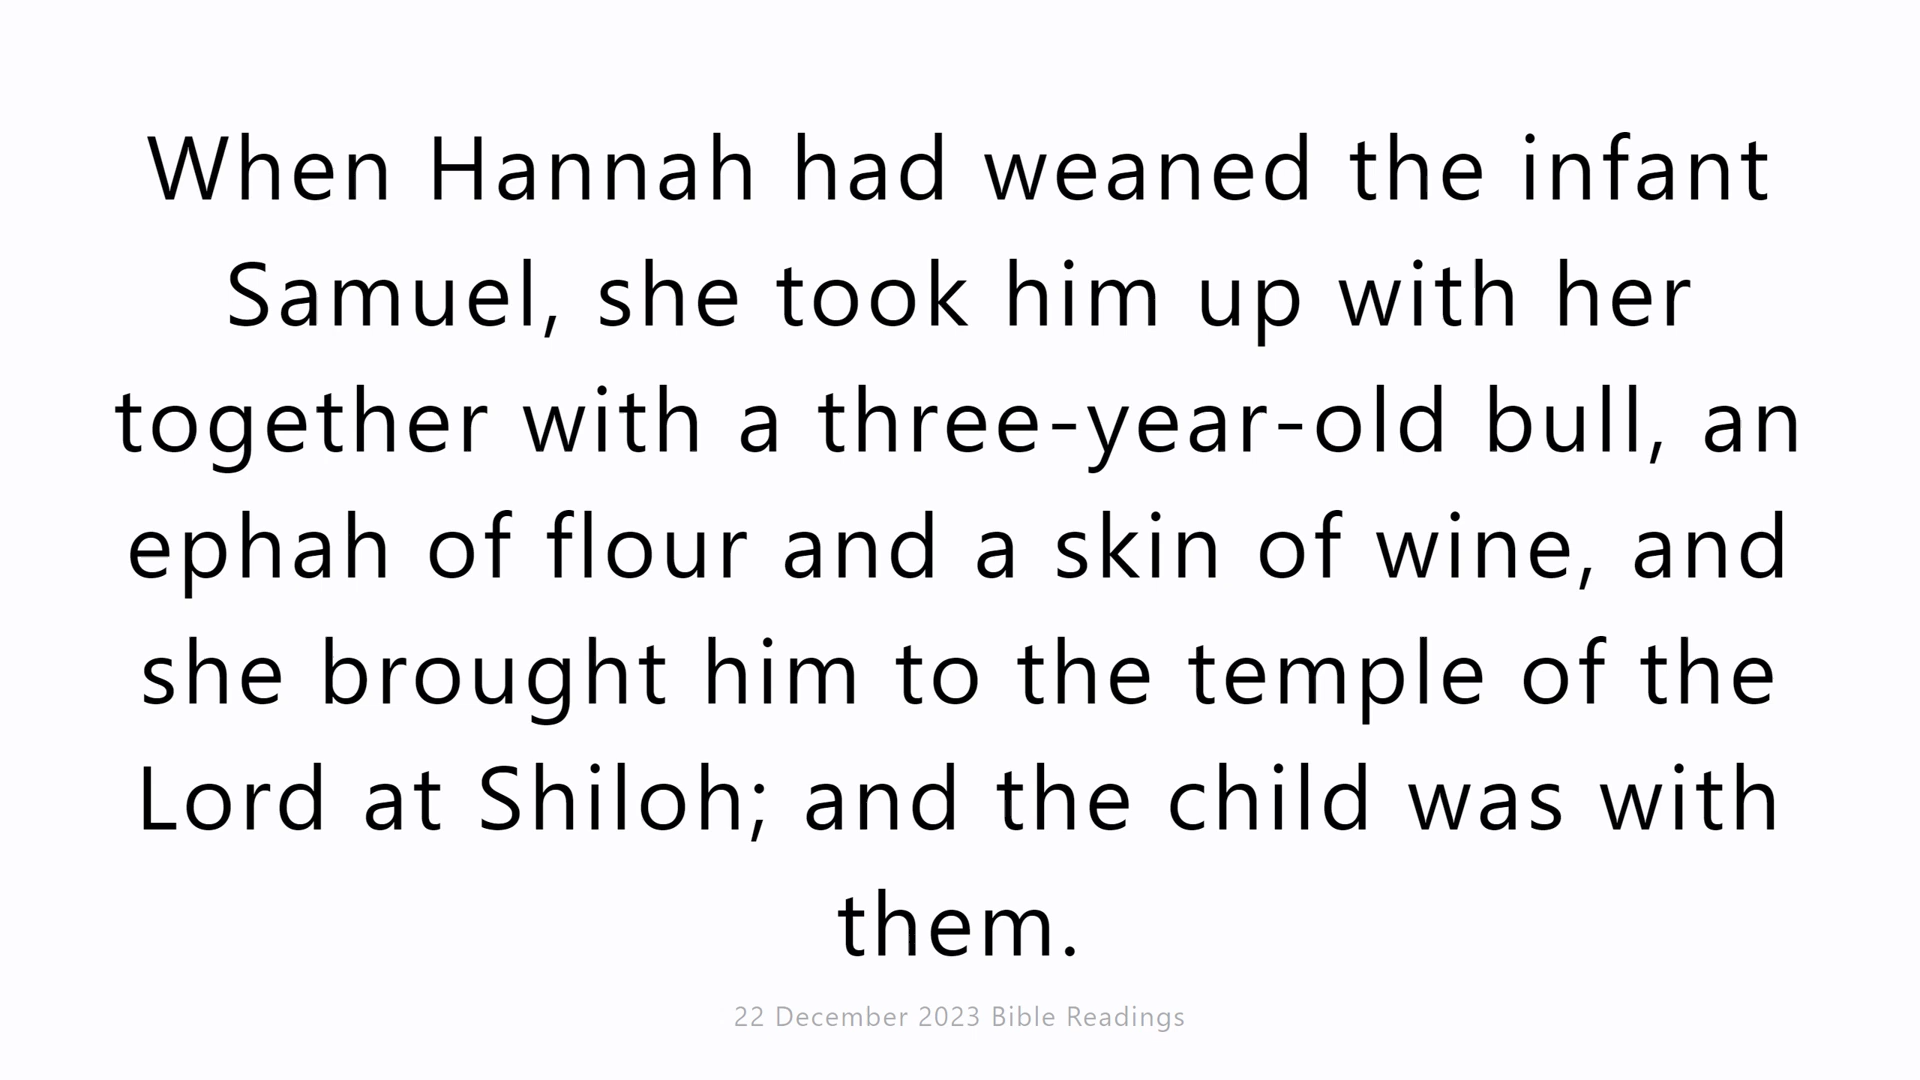 When Hannah had weaned the infant
Samuel, she took him up with her
together with a three-year-old bull, an
ephah of flour and a skin of wine, and
she brought him to the temple of the
Lord at Shiloh; and the child was with
them.
22 December 2023 Bible Readings